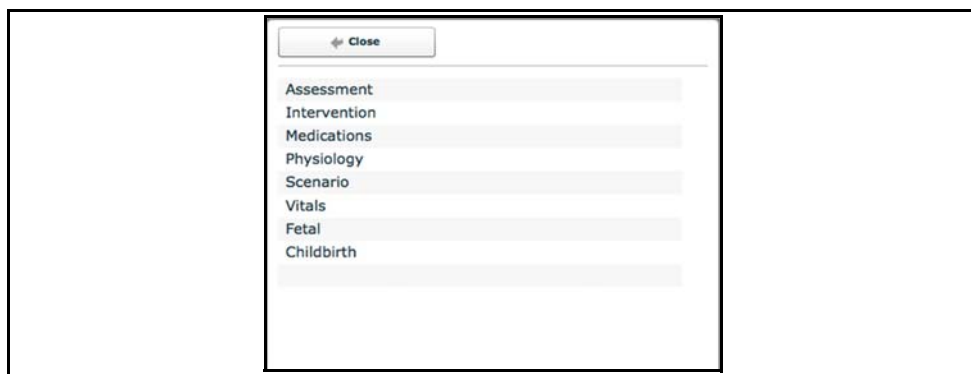 Close
Assessment
Intervention
Medications
Physiology
Scenario
Vitals
Fetal
Childbirth